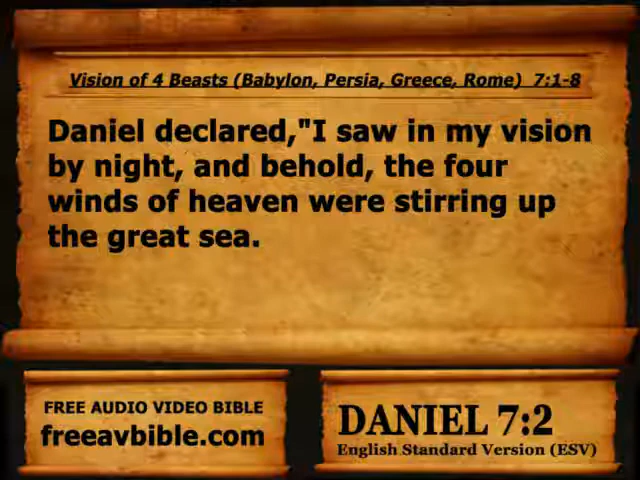 Vision of 4 Beasts (Babylon, Persia, Greece, Rome)  7:1-8
Daniel declared,"I saw in my vision
by night, and behold, the four
winds of heaven were stirring up
the great sea.
FREE AUDIO VIDEO BIBLE
freeavbible.com
DANIEL 7:2
English Standard Version (ESV)